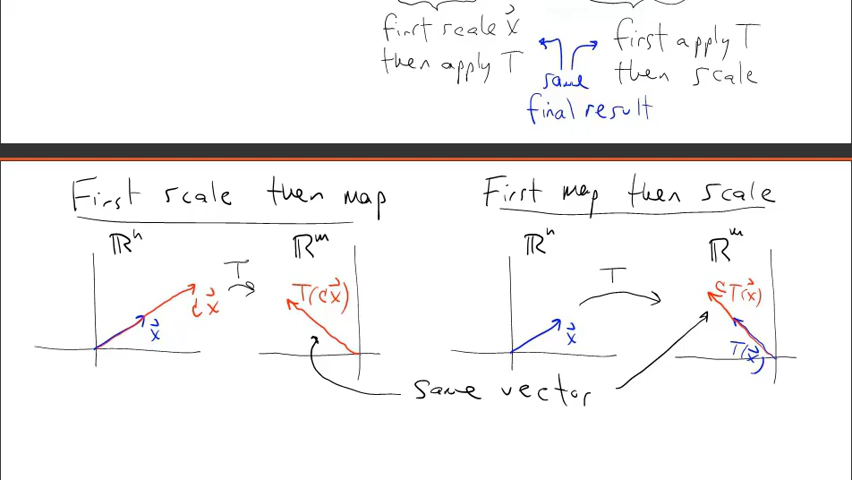 first scale x⃗
then apply T
first apply T
then scale
same
final result
First scale then map
ℝⁿ
ℝᵐ
T
x⃗
cx⃗
T(cx⃗)
First map then scale
ℝⁿ
ℝᵐ
T
x⃗
cT(x⃗)
T(x⃗)
same vector